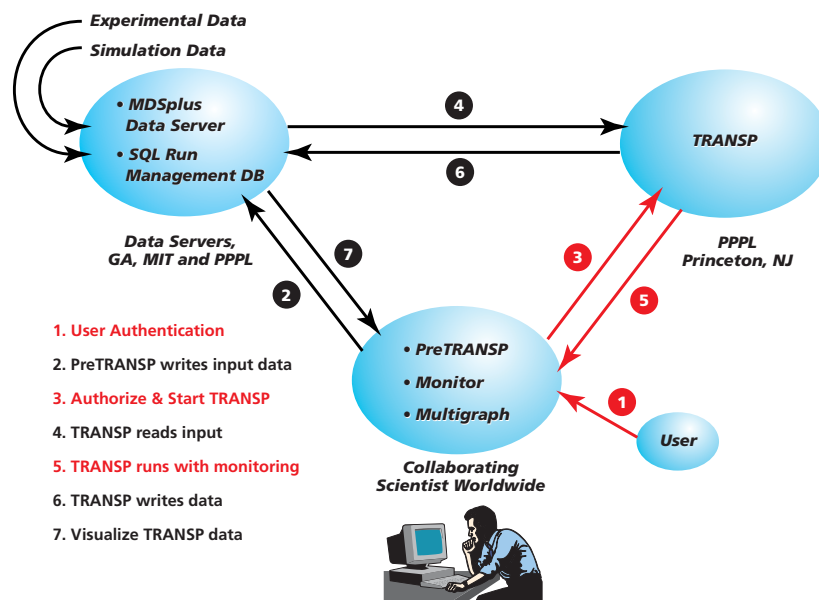 Experimental Data
Simulation Data
• MDSplus
Data Server
• SQL Run
Management DB
4
6
TRANSP
Data Servers,
GA, MIT and PPPL
PPPL
Princeton, NJ
7
3
2
5
1. User Authentication
2. PreTRANSP writes input data
3. Authorize & Start TRANSP
4. TRANSP reads input
5. TRANSP runs with monitoring
6. TRANSP writes data
7. Visualize TRANSP data
• PreTRANSP
• Monitor
• Multigraph
1
User
Collaborating
Scientist Worldwide